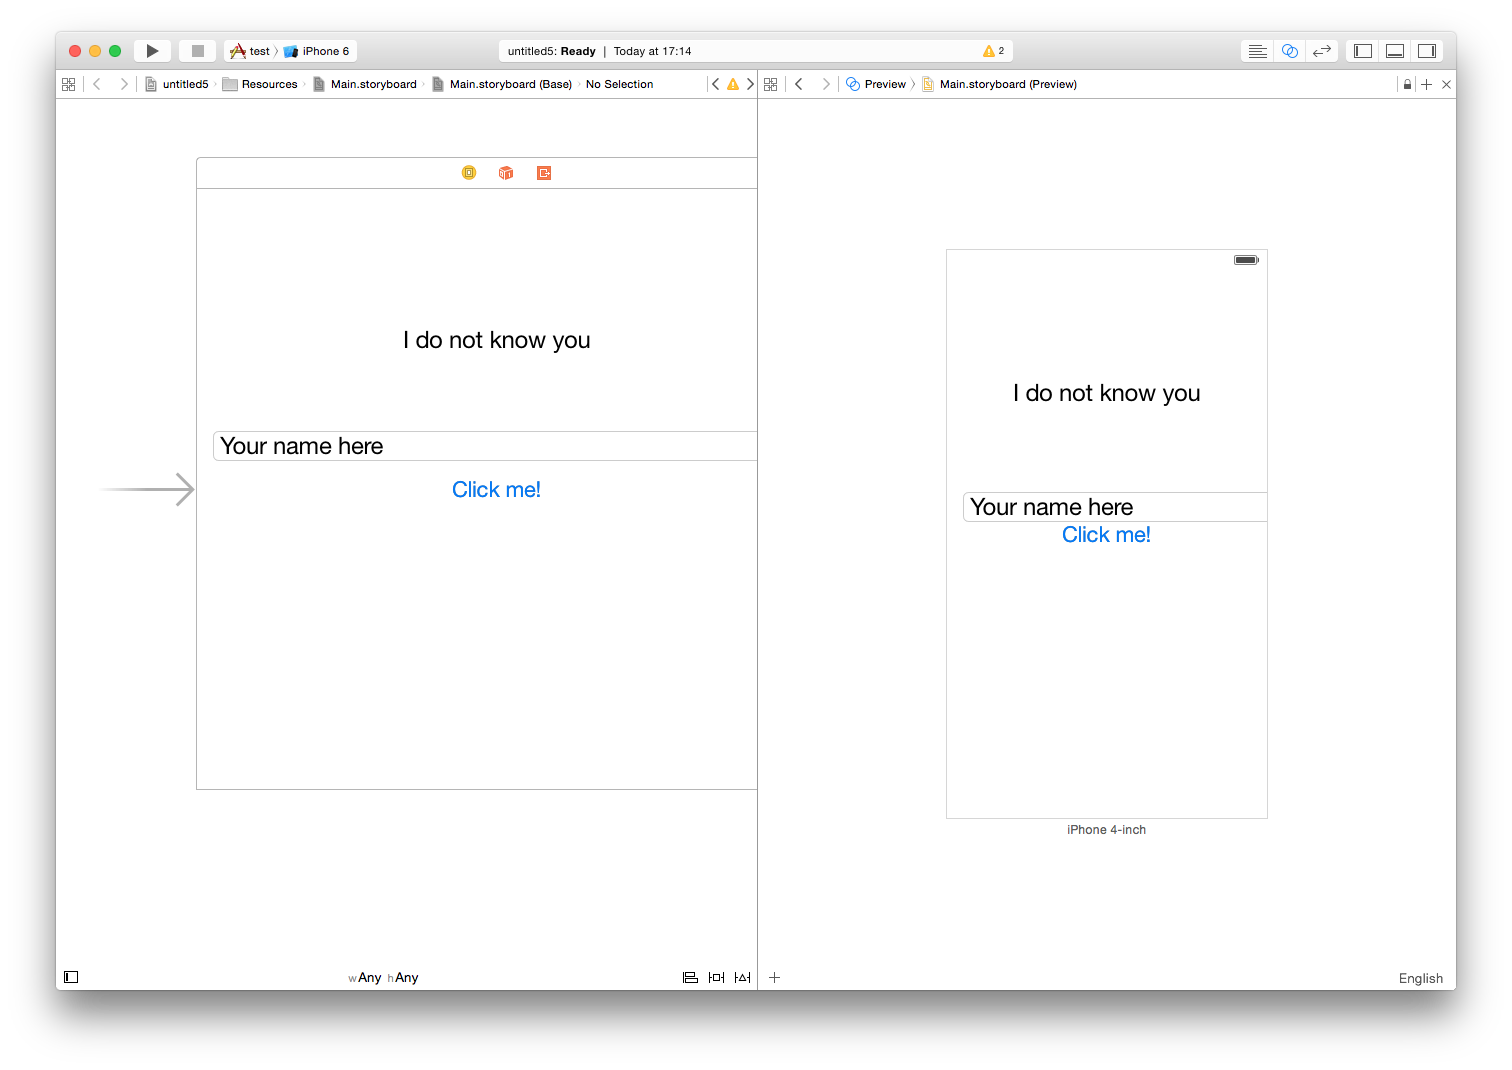 test iPhone 6
untitled5: Ready | Today at 17:14
2
untitled5 Resources Main.storyboard Main.storyboard (Base) No Selection
Preview Main.storyboard (Preview)
I do not know you
Your name here
Click me!
I do not know you
Your name here
Click me!
iPhone 4-inch
wAny hAny
English